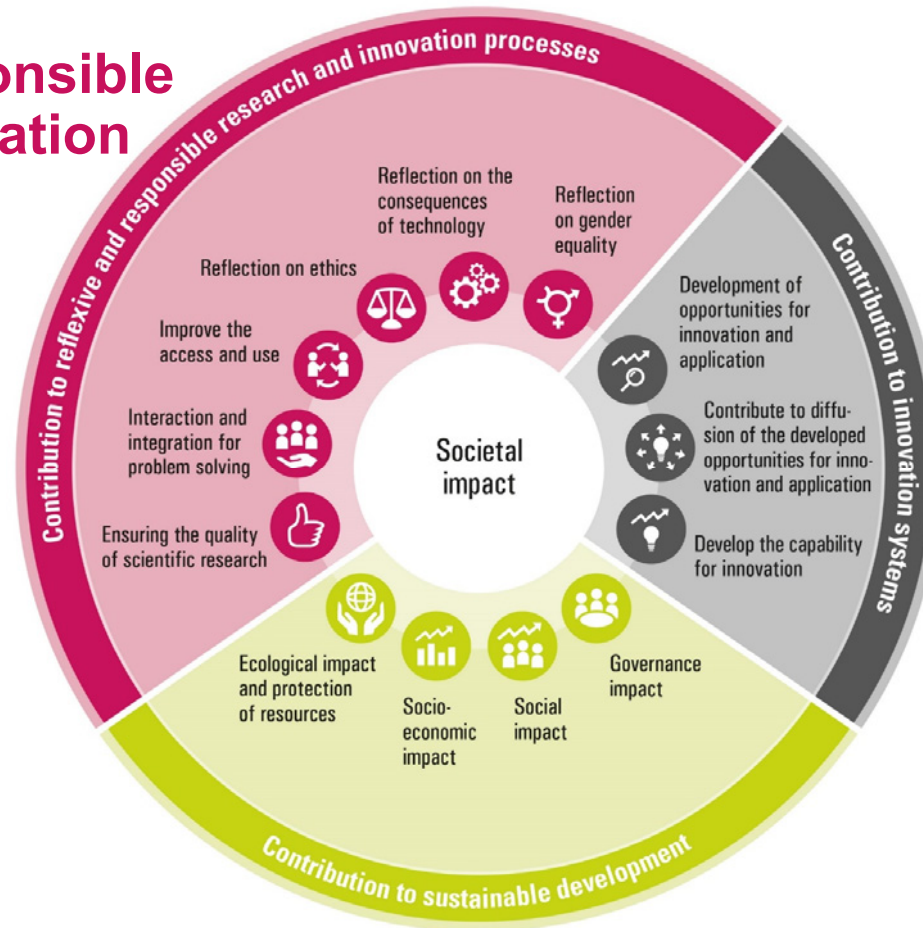 onsible
ation
Contribution to reflexive and responsible research and innovation processes
Reflection on the
consequences
of technology
Reflection
on gender
equality
Reflection on ethics
Improve the
access and use
Interaction and
integration for
problem solving
Ensuring the quality
of scientific research
Contribution to innovation systems
Development of
opportunities for
innovation and
application
Contribute to diffu-
sion of the developed
opportunities for inno-
vation and application
Develop the capability
for innovation
Societal
impact
Ecological impact
and protection
of resources
Socio-
economic
impact
Social
impact
Governance
impact
Contribution to sustainable development